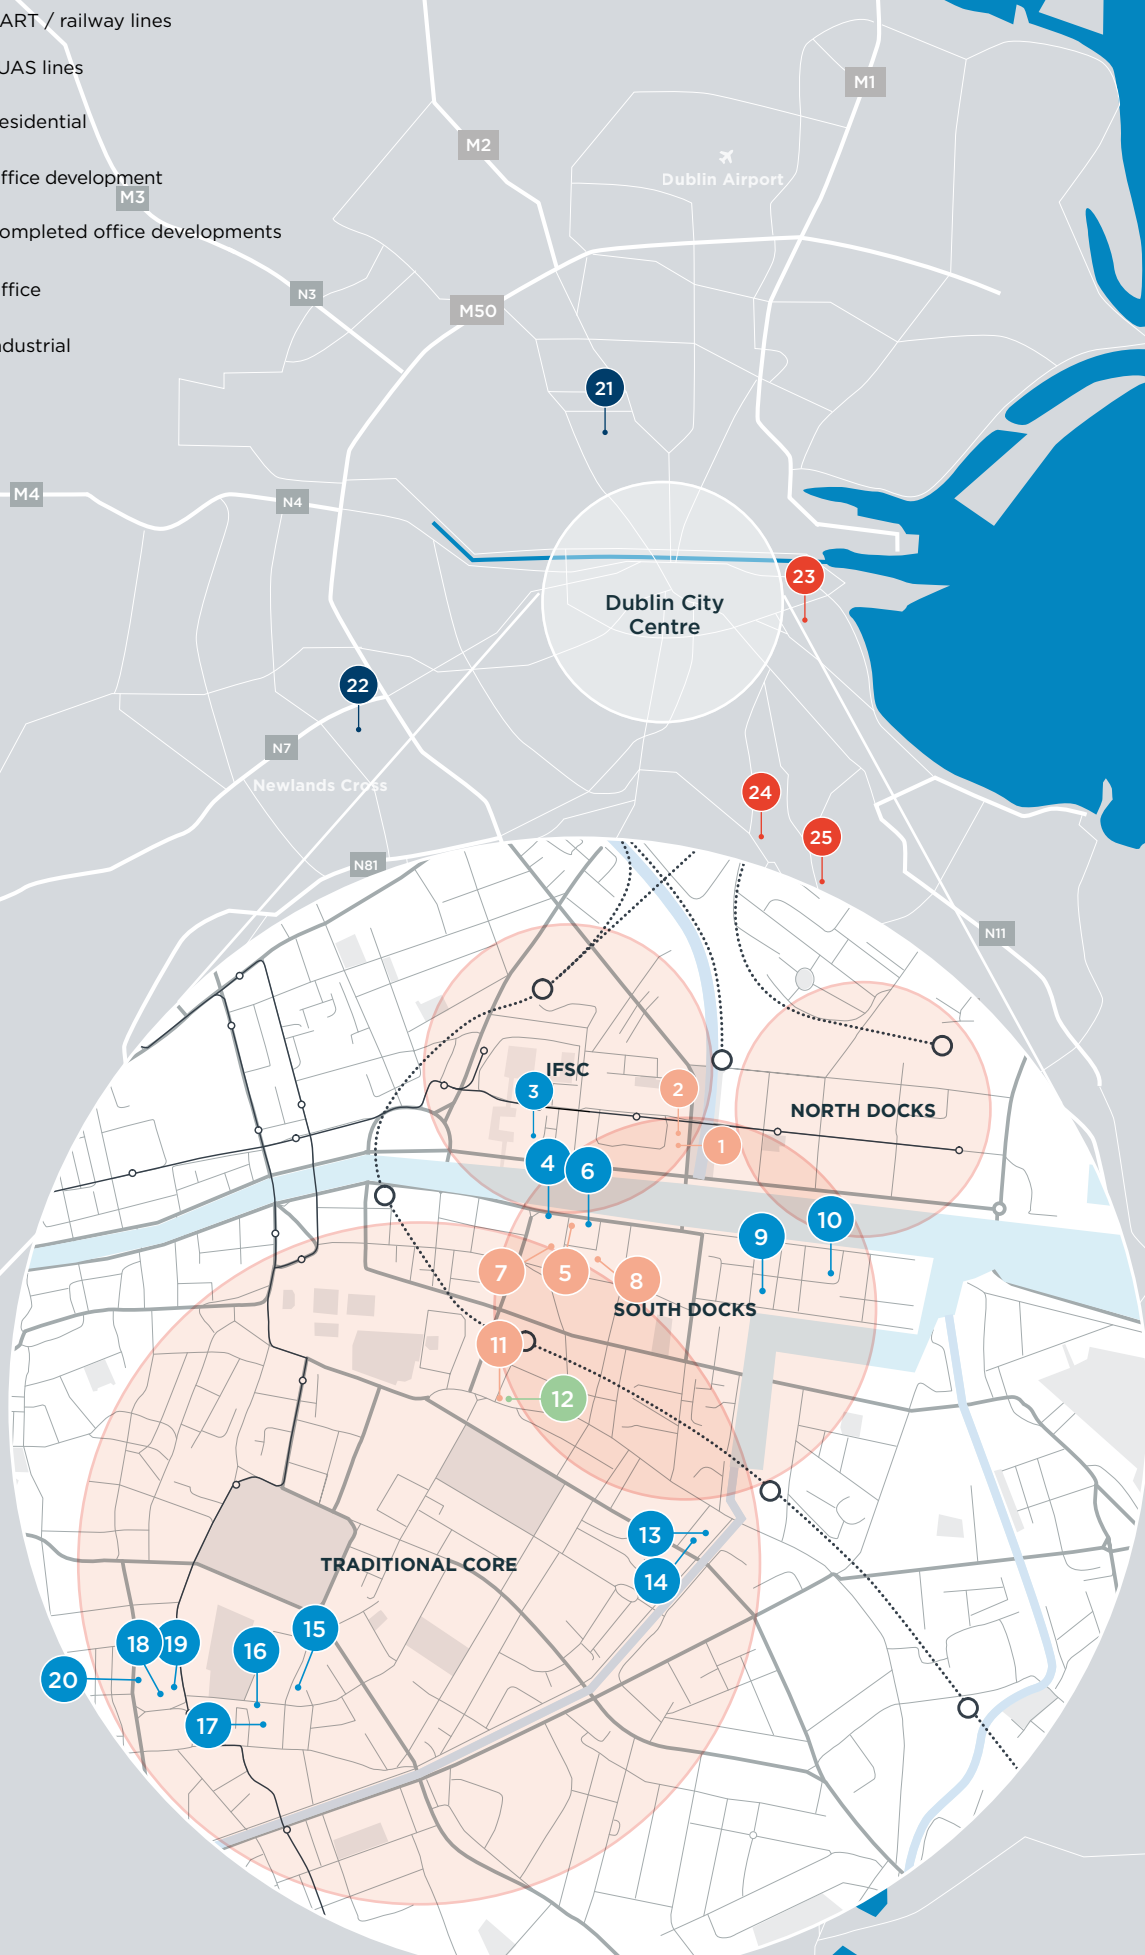 ART / railway lines
UAS lines
esidential
ffice development
ompleted office developments
ffice
ndustrial
M1
M2
Dublin Airport
M3
N3
M50
21
M4
N4
23
Dublin City
Centre
22
N7
Newlands Cross
24
25
N81
N11
IFSC
3
2
NORTH DOCKS
1
4
6
10
9
7
5
8
SOUTH DOCKS
11
12
13
TRADITIONAL CORE
14
15
18
19
16
20
17